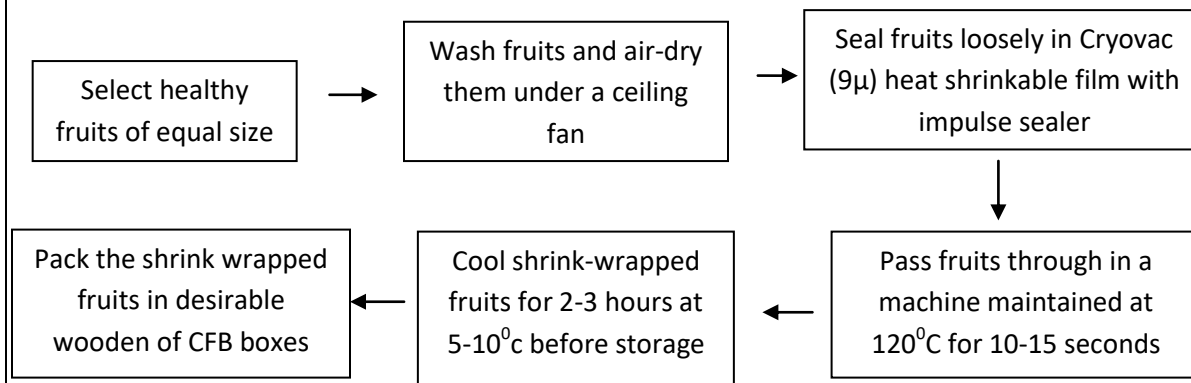 Select healthy
fruits of equal size
Wash fruits and air-dry
them under a ceiling
fan
Seal fruits loosely in Cryovac
(9µ) heat shrinkable film with
impulse sealer
Pass fruits through in a
machine maintained at
120⁰C for 10-15 seconds
Cool shrink-wrapped
fruits for 2-3 hours at
5-10⁰c before storage
Pack the shrink wrapped
fruits in desirable
wooden of CFB boxes